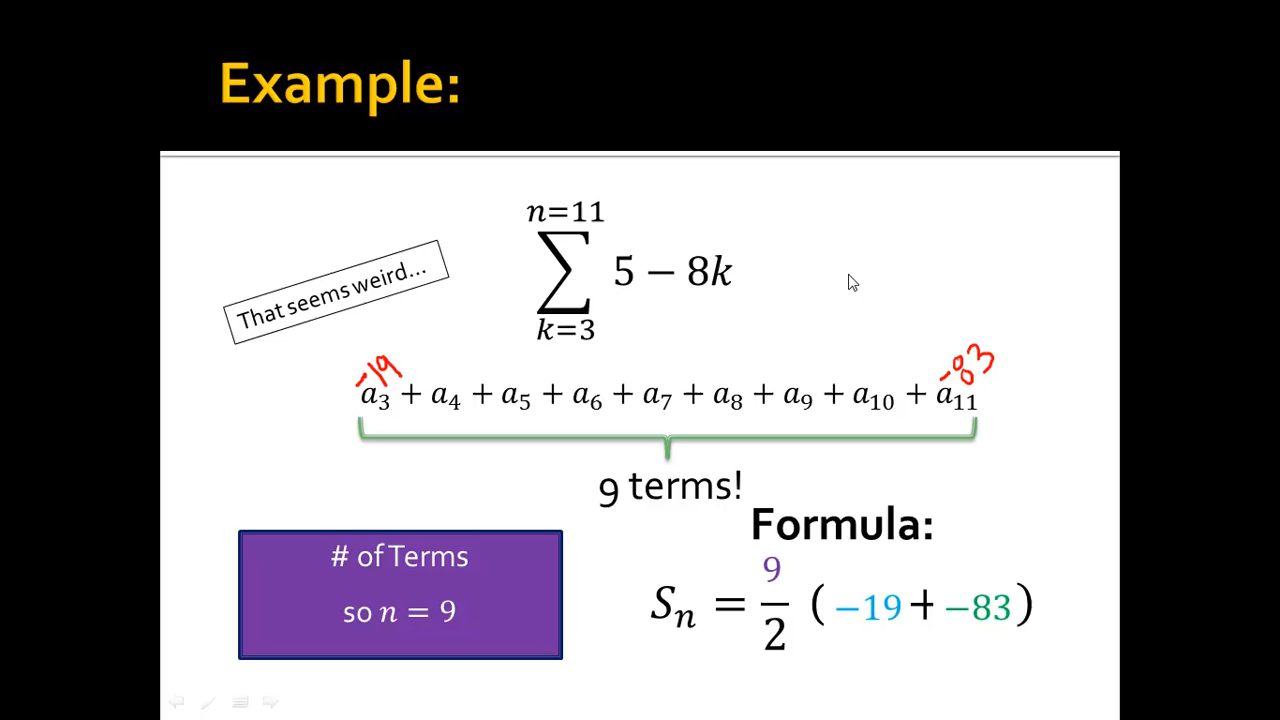 Example:
That seems weird...
n=11
∑ 5 − 8k
k=3
-19
-83
a₃ + a₄ + a₅ + a₆ + a₇ + a₈ + a₉ + a₁₀ + a₁₁
9 terms!
# of Terms
so n = 9
Formula:
Sₙ = 9/2 (−19 + −83)